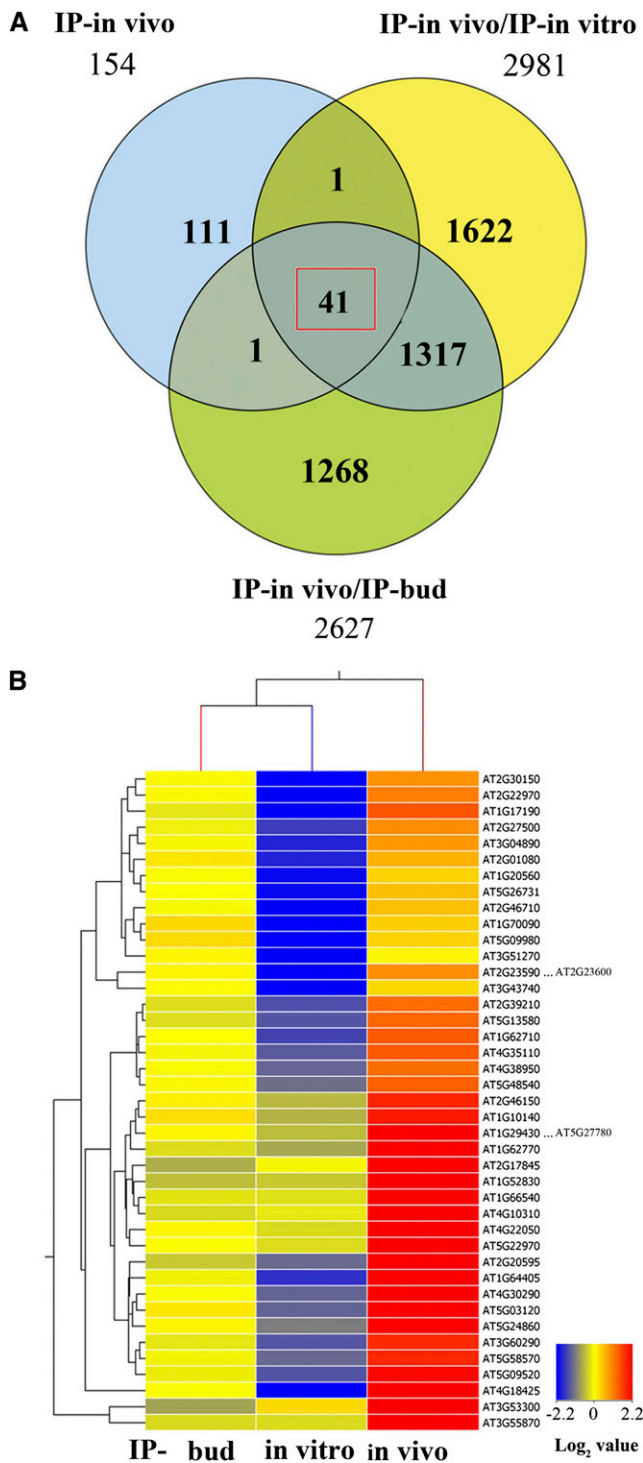 A
IP-in vivo
154
IP-in vivo/IP-in vitro
2981
1
111
1622
41
1
1317
1268
IP-in vivo/IP-bud
2627
B
AT2G30150
AT2G22970
AT1G17190
AT2G27500
AT3G04890
AT2G01080
AT1G20560
AT5G26731
AT2G46710
AT1G70090
AT5G09980
AT3G51270
AT2G23590 ... AT2G23600
AT3G43740
AT2G39210
AT5G13580
AT1G62710
AT4G35110
AT4G38950
AT5G48540
AT2G46150
AT1G10140
AT1G29430 ... AT5G27780
AT1G62770
AT2G17845
AT1G52830
AT1G66540
AT4G10310
AT4G22050
AT5G22970
AT2G20595
AT1G64405
AT4G30290
AT5G03120
AT5G24860
AT3G60290
AT5G58570
AT5G09520
AT4G18425
AT3G53300
AT3G55870
IP- bud in vitro in vivo
-2.2 0 2.2
Log₂ value